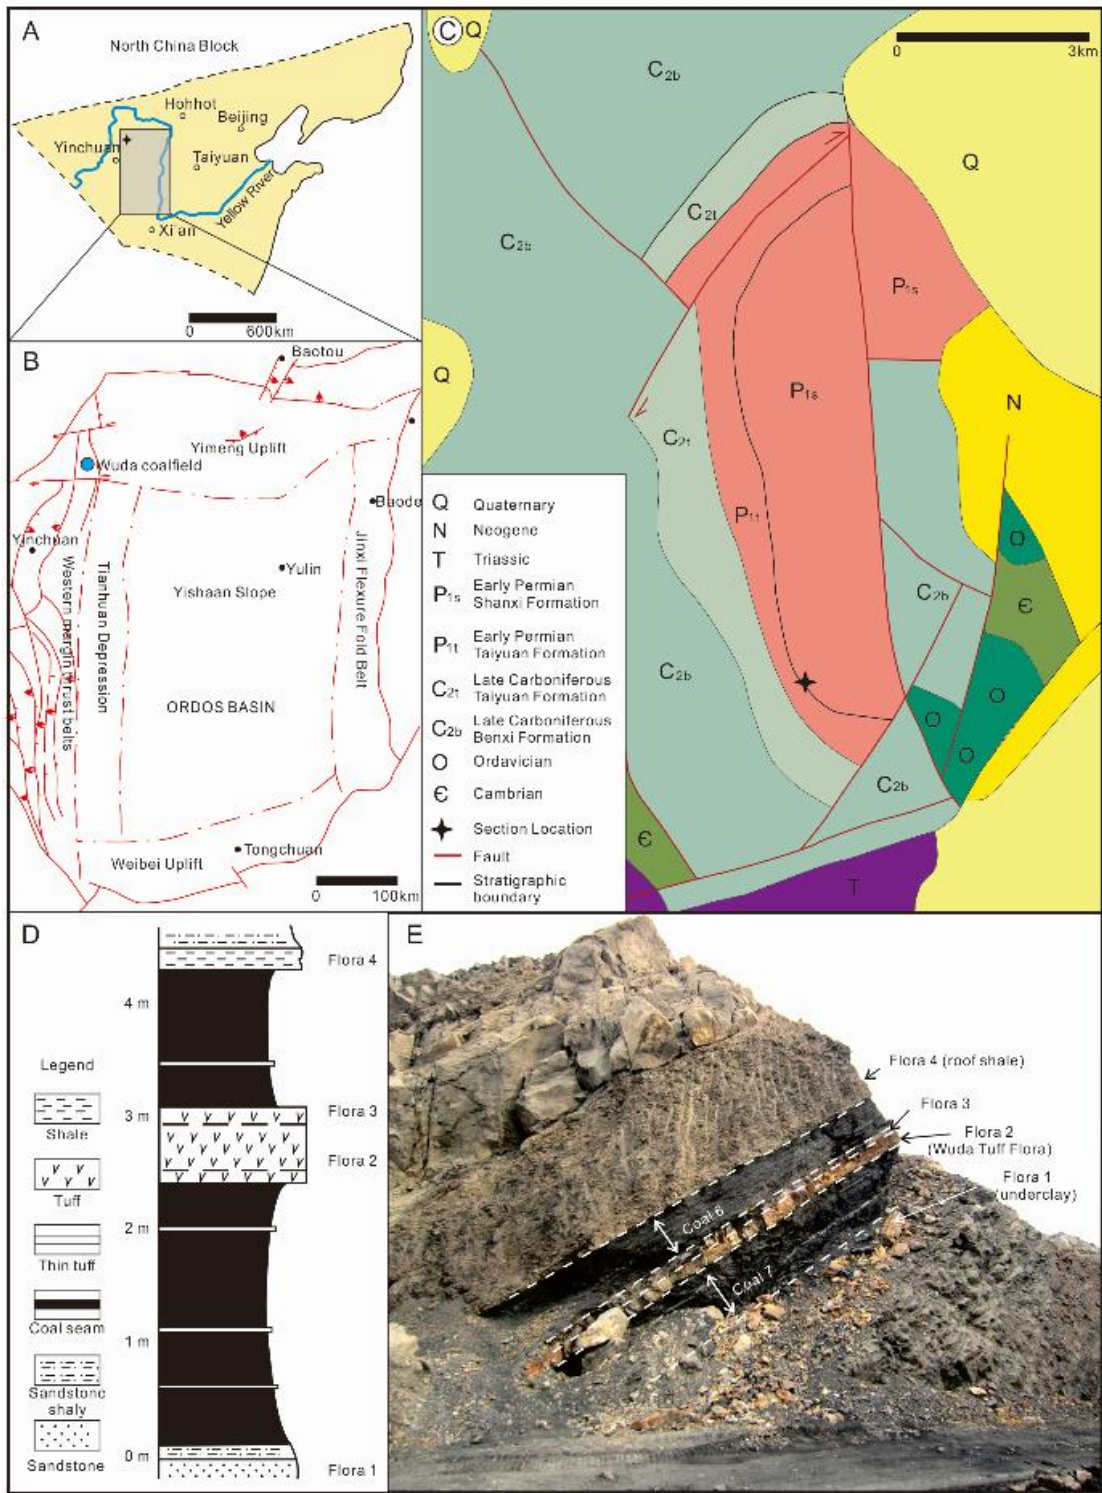 A
North China Block
Hohhot
Beijing
Yinchuan
Taiyuan
Yellow River
Xi'an
0 600km
B
Baotou
Yimeng Uplift
Wuda coalfield
Baode
Yinchuan
Western margin thrust belts
Tianhuan Depression
Yulin
Yishaan Slope
Jinxi Flexure Fold Belt
ORDOS BASIN
Weibei Uplift
Tongchuan
0 100km
C
Q
C2b
0 3km
Q
C2t
C2b
P1s
Q
P1s
N
C2t
P1t
O
C2b
Є
C2b
O
O
O
C2b
Є
T
Q Quaternary
N Neogene
T Triassic
P1s Early Permian
Shanxi Formation
P1t Early Permian
Taiyuan Formation
C2t Late Carboniferous
Taiyuan Formation
C2b Late Carboniferous
Benxi Formation
O Ordavician
Є Cambrian
Section Location
Fault
Stratigraphic
boundary
D
Flora 4
4 m
Legend
Shale
3 m
Flora 3
Tuff
Flora 2
Thin tuff
2 m
Coal seam
1 m
Sandstone
shaly
0 m
Sandstone
Flora 1
E
Flora 4 (roof shale)
Flora 3
Flora 2
(Wuda Tuff Flora)
Flora 1
(underclay)
Coal 6
Coal 7